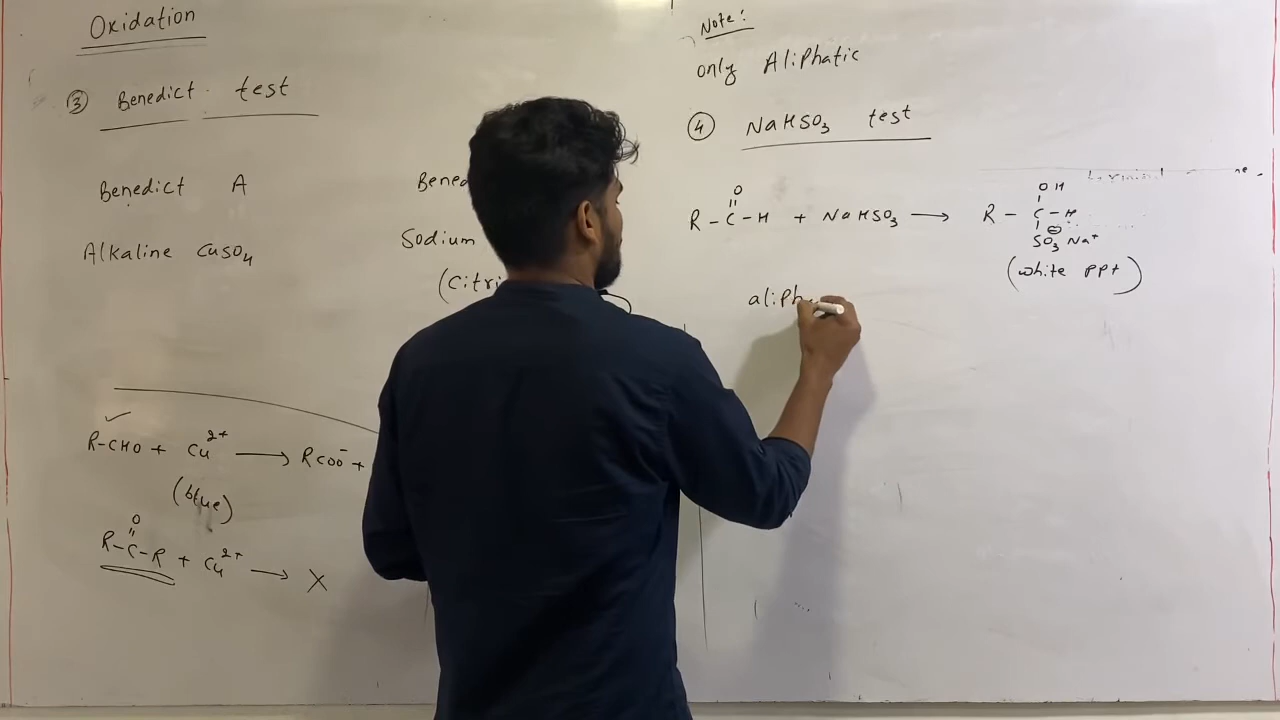 Oxidation
③ Benedict test
Benedict A
Alkaline CuSO4
Sodium
R-CHO + Cu2+ → RCOO- +
(blue)
O
R-C-R + Cu2+ → X
Note:
only Aliphatic
④ NaHSO3 test
O
R-C-H + NaHSO3 →
OH
R-C-H
SO3⊖ Na+
(white ppt)